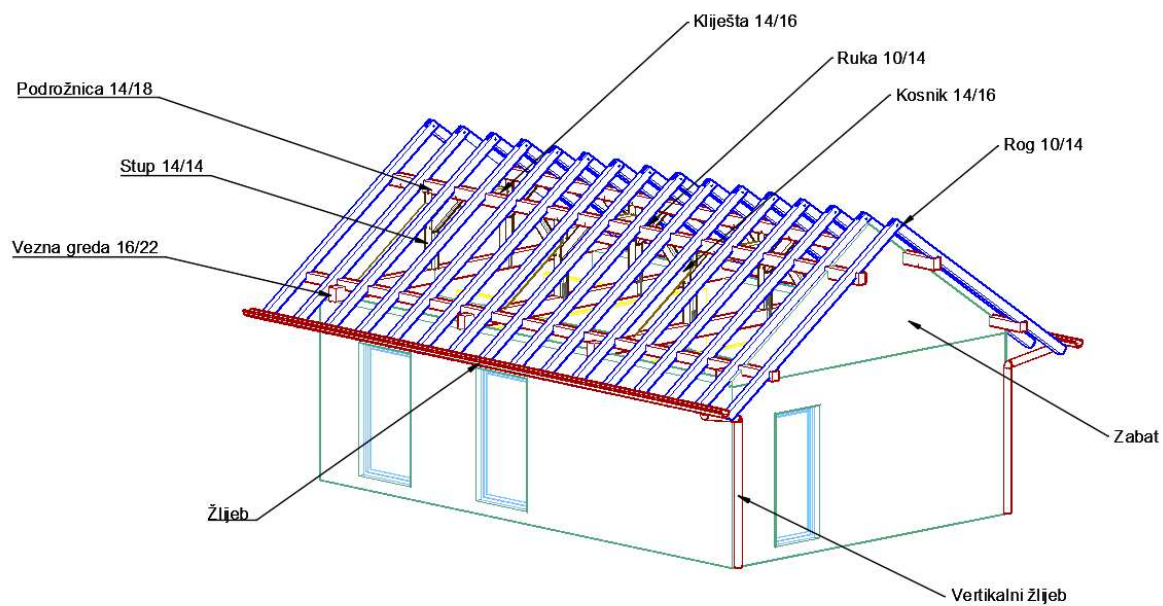 Kliješta 14/16
Ruka 10/14
Podrožnica 14/18
Kosnik 14/16
Rog 10/14
Stup 14/14
Vezna greda 16/22
Zabat
Žlijeb
Vertikalni žlijeb